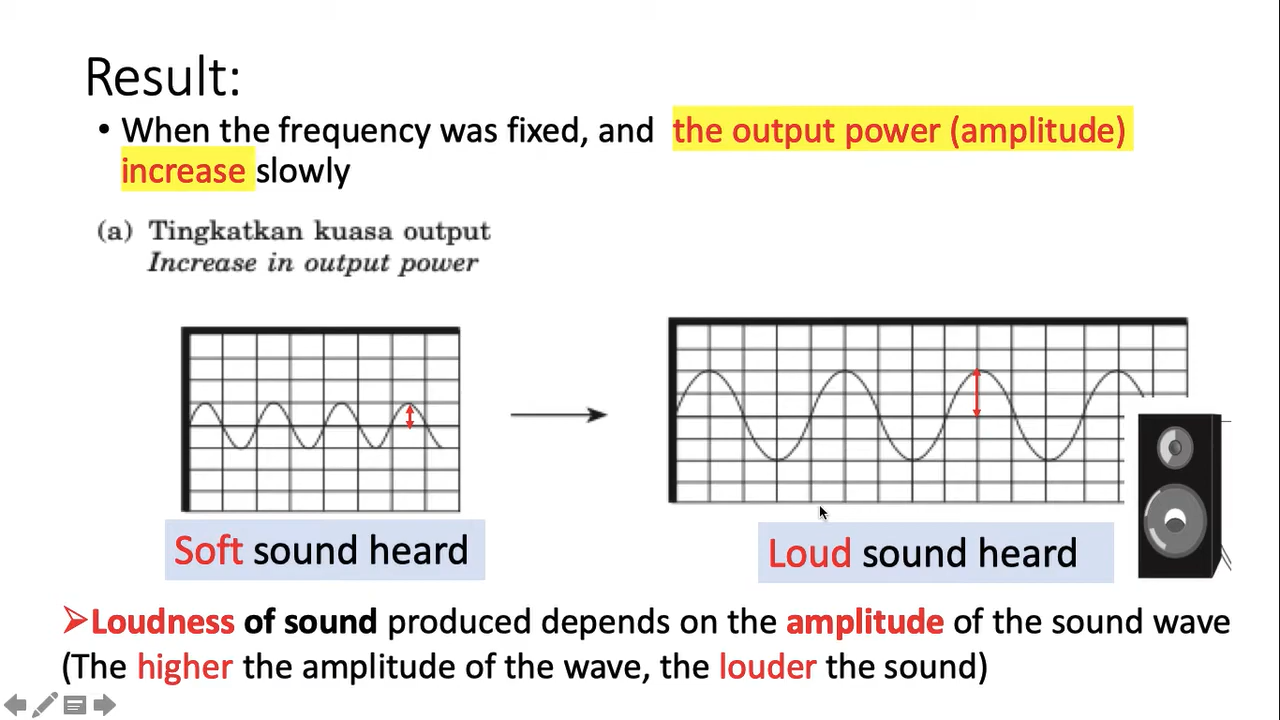 Result:
• When the frequency was fixed, and the output power (amplitude)
increase slowly
(a) Tingkatkan kuasa output
Increase in output power
Soft sound heard
Loud sound heard
➢Loudness of sound produced depends on the amplitude of the sound wave
(The higher the amplitude of the wave, the louder the sound)